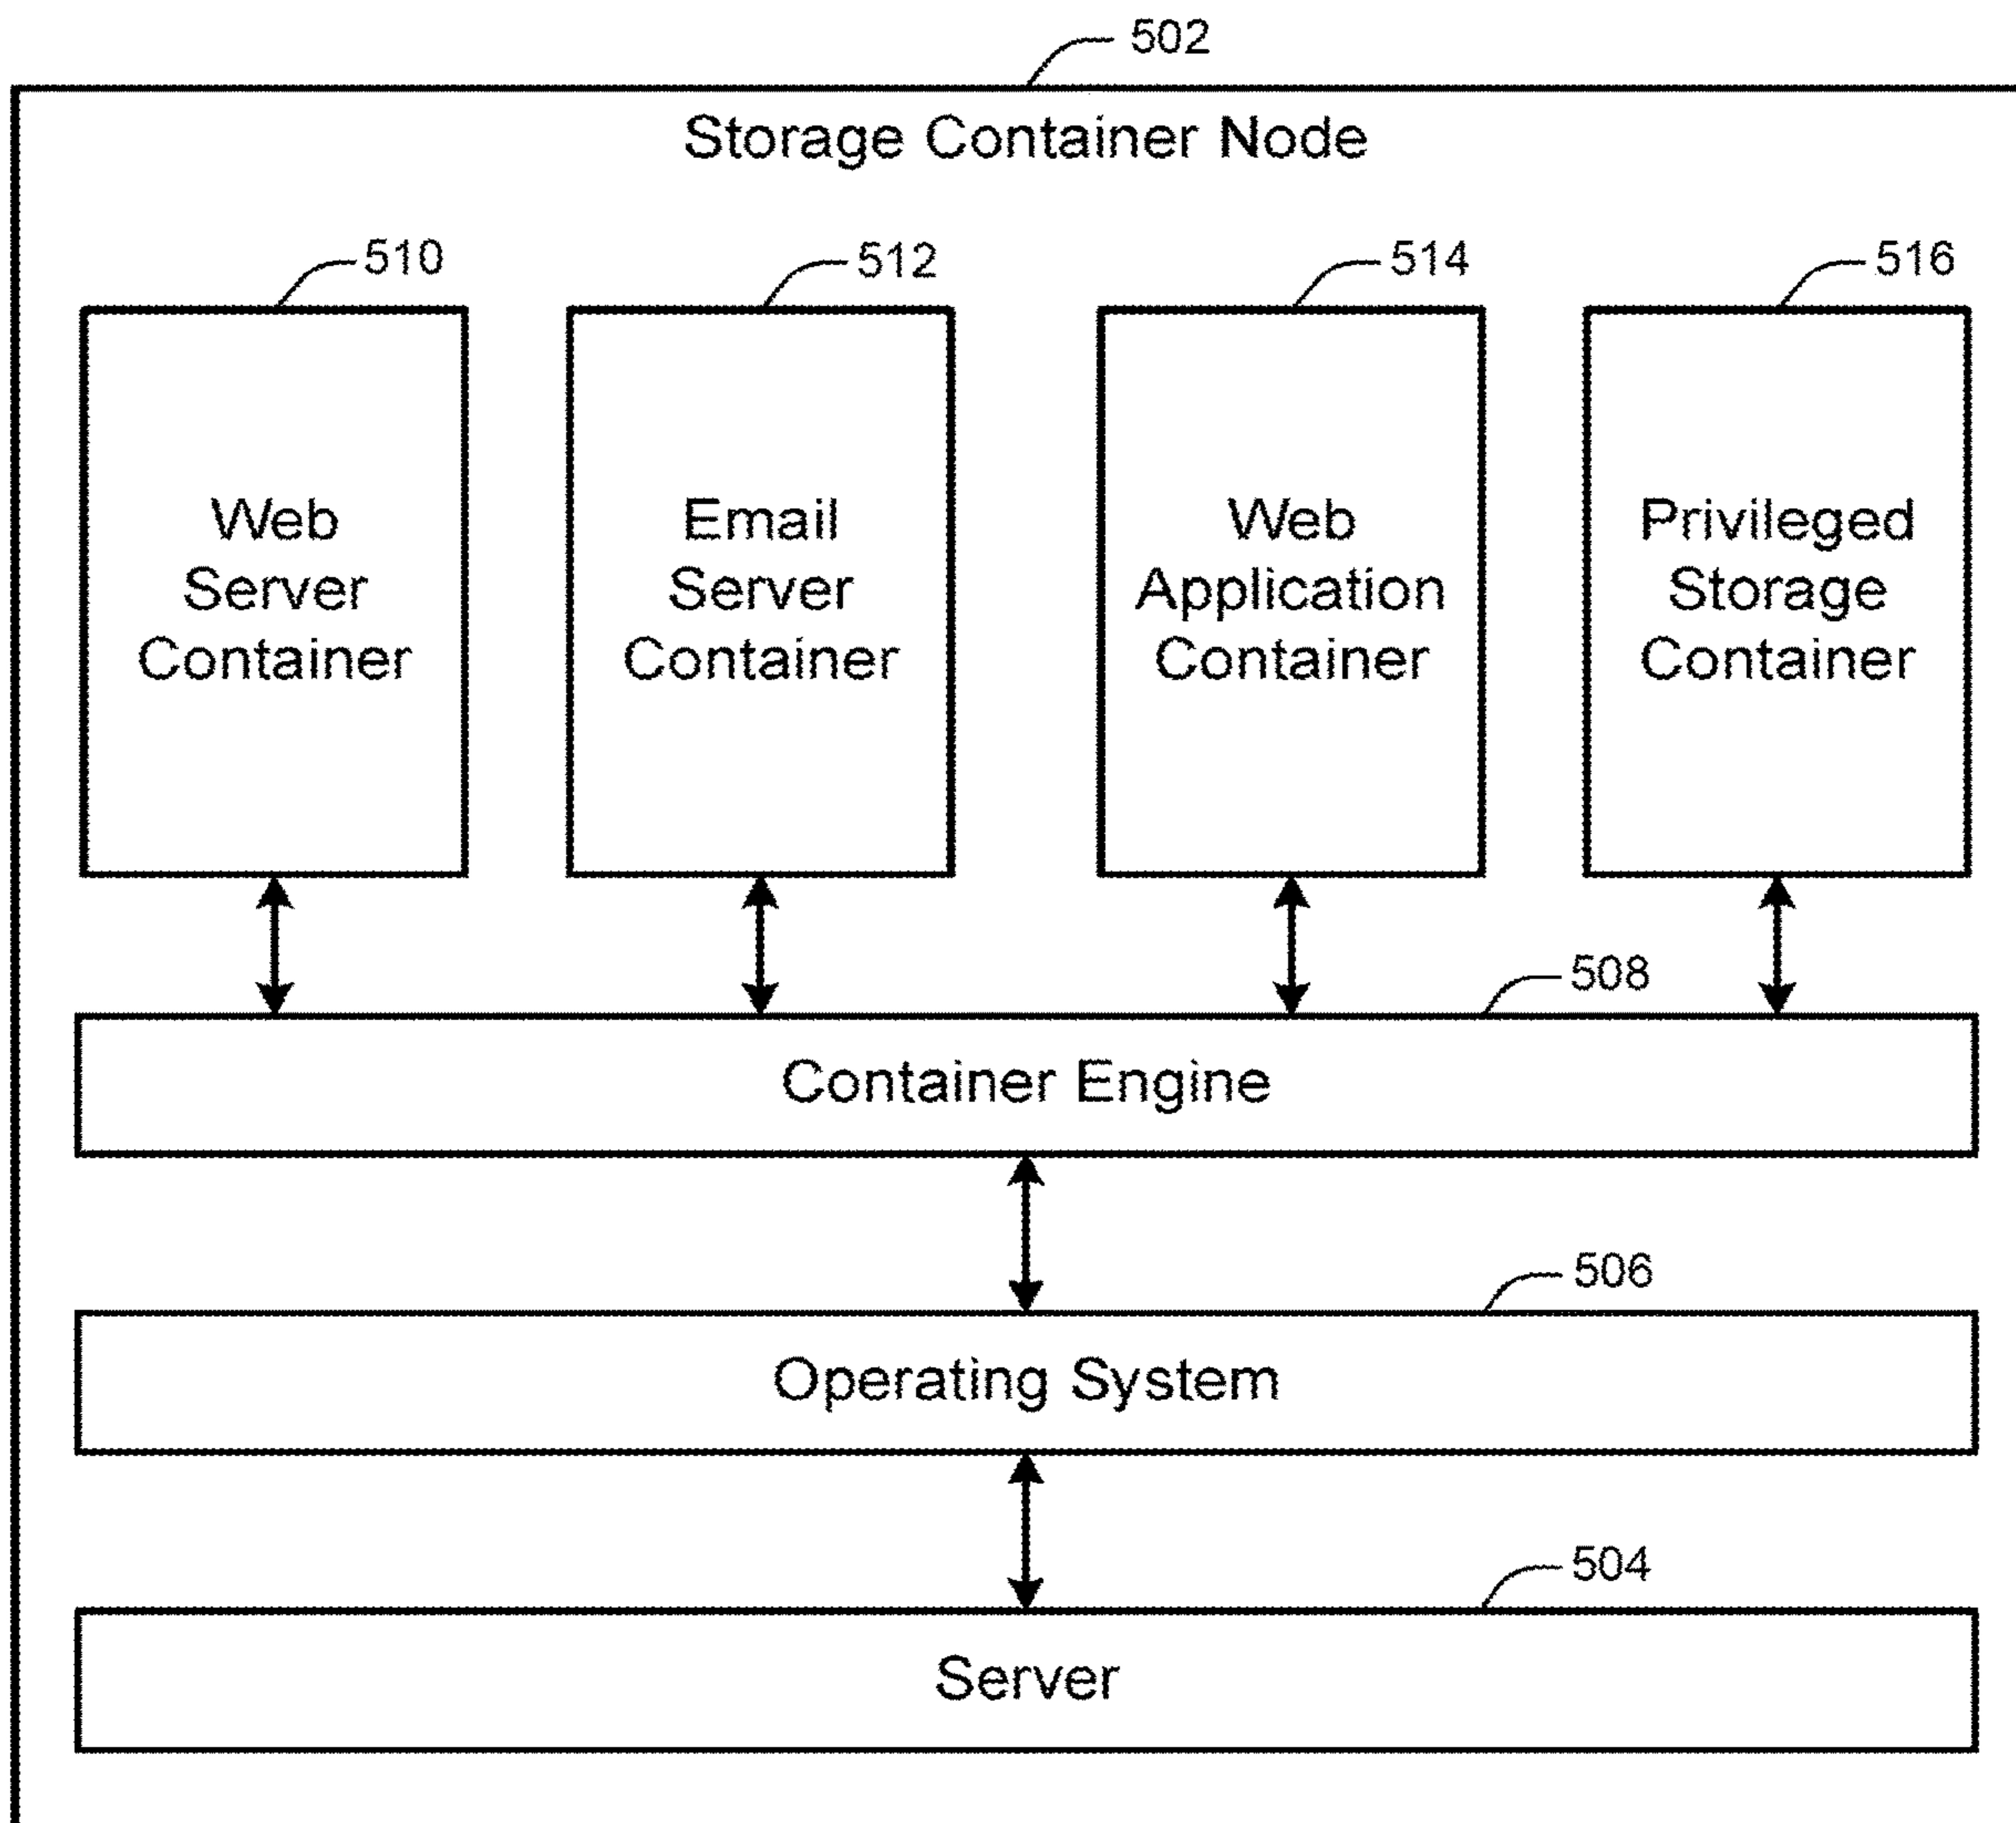 502
Storage Container Node
510
512
514
516
Web
Server
Container
Email
Server
Container
Web
Application
Container
Privileged
Storage
Container
508
Container Engine
506
Operating System
504
Server